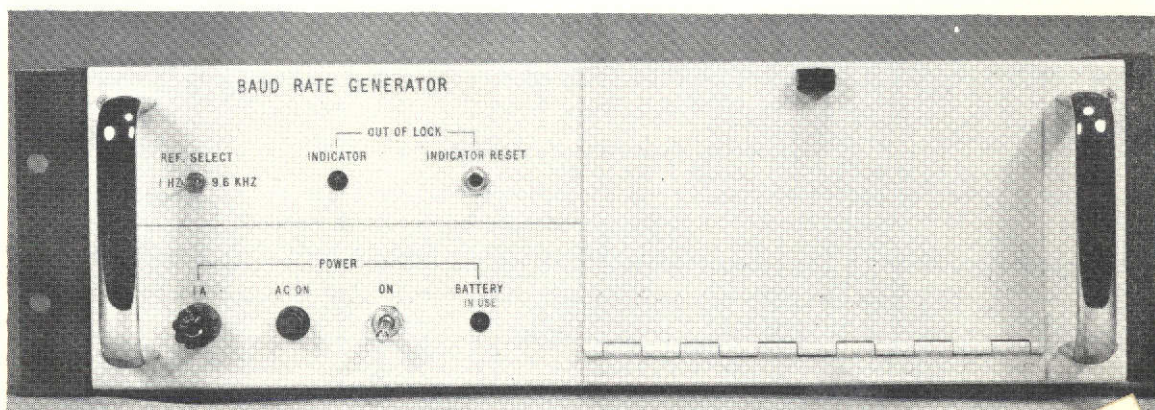 BAUD RATE GENERATOR
OUT OF LOCK
REF. SELECT
INDICATOR
INDICATOR RESET
1 HZ 9.6 KHZ
POWER
1A
AC ON
ON
BATTERY
IN USE